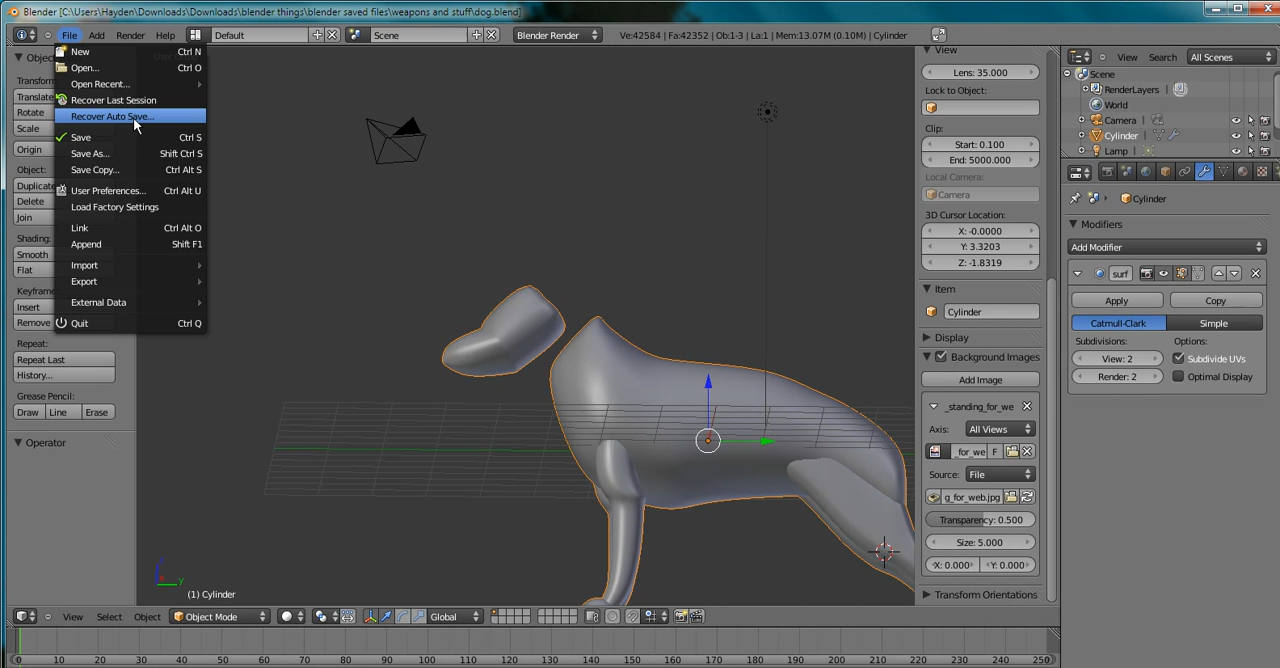 Blender [C:\Users\Hayden\Downloads\Downloads\blender things\blender saved files\weapons and stuff\dog.blend]
File Add Render Help Default Scene Blender Render Ve:42584 | Fa:42352 | Ob:1-3 | Mem:13.07M (0.10M) | Cylinder View Search All Scenes
New Ctrl N
Open... Ctrl O
Open Recent...
Recover Last Session
Recover Auto Save...
Save Ctrl S
Save As... Shift Ctrl S
Save Copy... Ctrl Alt S
User Preferences... Ctrl Alt U
Load Factory Settings
Link Ctrl Alt O
Append Shift F1
Import
Export
External Data
Quit Ctrl Q
Objec
Transfor
Translate
Rotate
Scale
Origin
Object:
Duplicate
Delete
Join
Shading:
Smooth
Flat
Keyframe
Insert
Remove
Repeat:
Repeat Last
History...
Grease Pencil:
Draw Line Erase
Operator
(1) Cylinder
View
Lens: 35.000
Lock to Object:
Clip:
Start: 0.100
End: 5000.000
Local Camera:
Camera
3D Cursor Location:
X: -0.0000
Y: 3.3203
Z: -1.8319
Item
Cylinder
Display
Background Images
Add Image
_standing_for_we
Axis: All Views
_for_we F
Source: File
g_for_web.jpg
Transparency: 0.500
Size: 5.000
X: 0.000 Y: 0.000
Transform Orientations
Scene
RenderLayers
World
Camera
Cylinder
Lamp
Cylinder
Modifiers
Add Modifier
surf
Apply Copy
Catmull-Clark Simple
Subdivisions: Options:
View: 2 Subdivide UVs
Render: 2 Optimal Display
View Select Object Object Mode Global
0 10 20 30 40 50 60 70 80 90 100 110 120 130 140 150 160 170 180 190 200 210 220 230 240 250